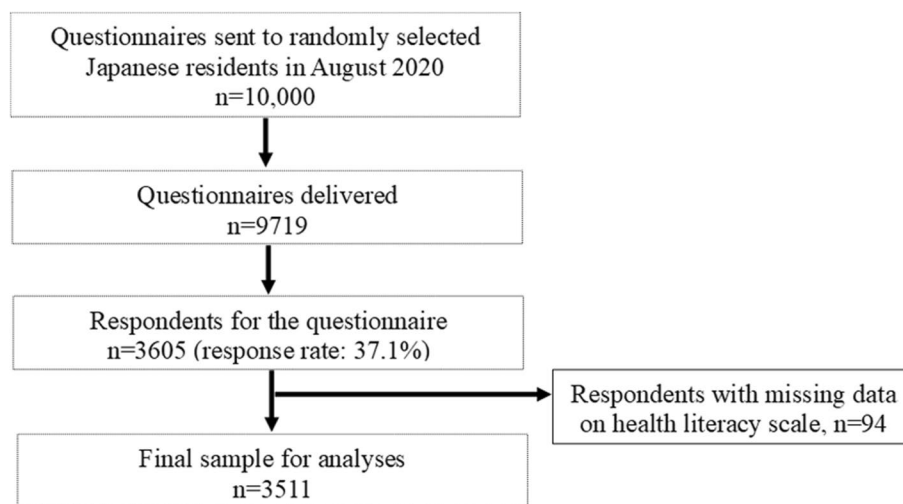 Questionnaires sent to randomly selected
Japanese residents in August 2020
n=10,000
Questionnaires delivered
n=9719
Respondents for the questionnaire
n=3605 (response rate: 37.1%)
Respondents with missing data
on health literacy scale, n=94
Final sample for analyses
n=3511